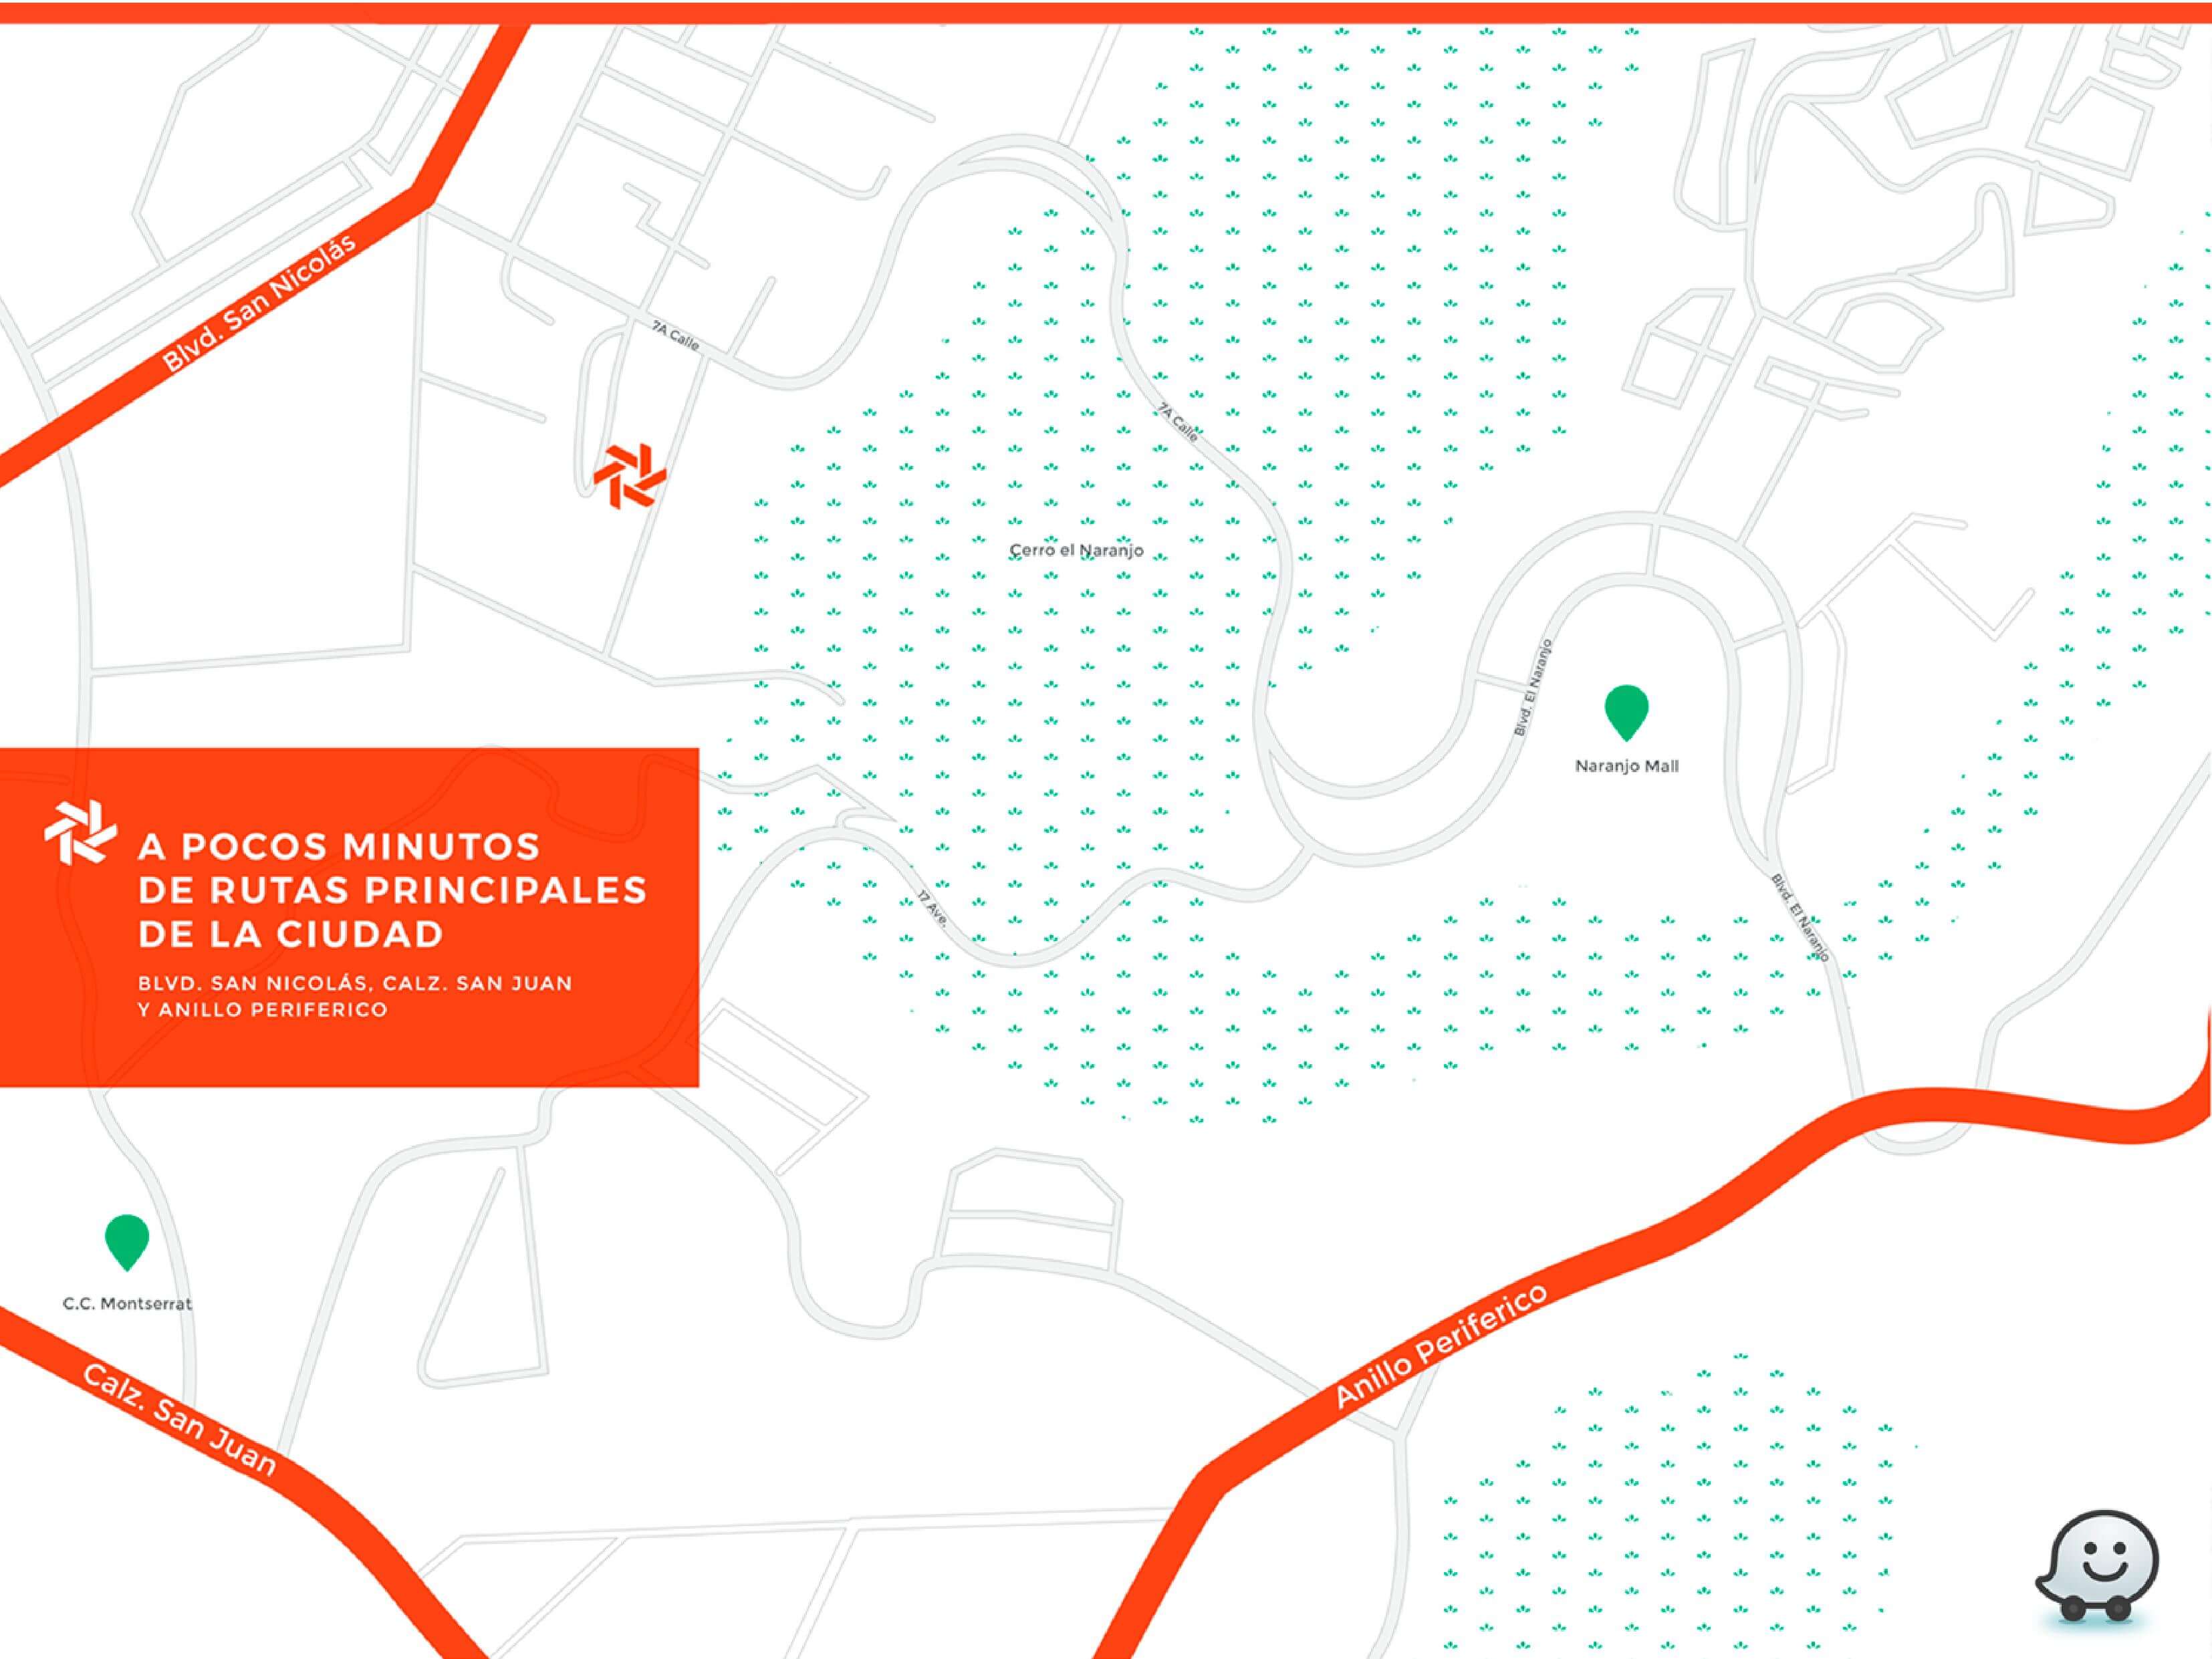 Blvd. San Nicolás
7A Calle
7A Calle
Cerro el Naranjo
Blvd. El Naranjo
Naranjo Mall
A POCOS MINUTOS
DE RUTAS PRINCIPALES
DE LA CIUDAD
BLVD. SAN NICOLÁS, CALZ. SAN JUAN
Y ANILLO PERIFERICO
17 Ave.
Blvd. El Naranjo
C.C. Montserrat
Calz. San Juan
Anillo Periferico